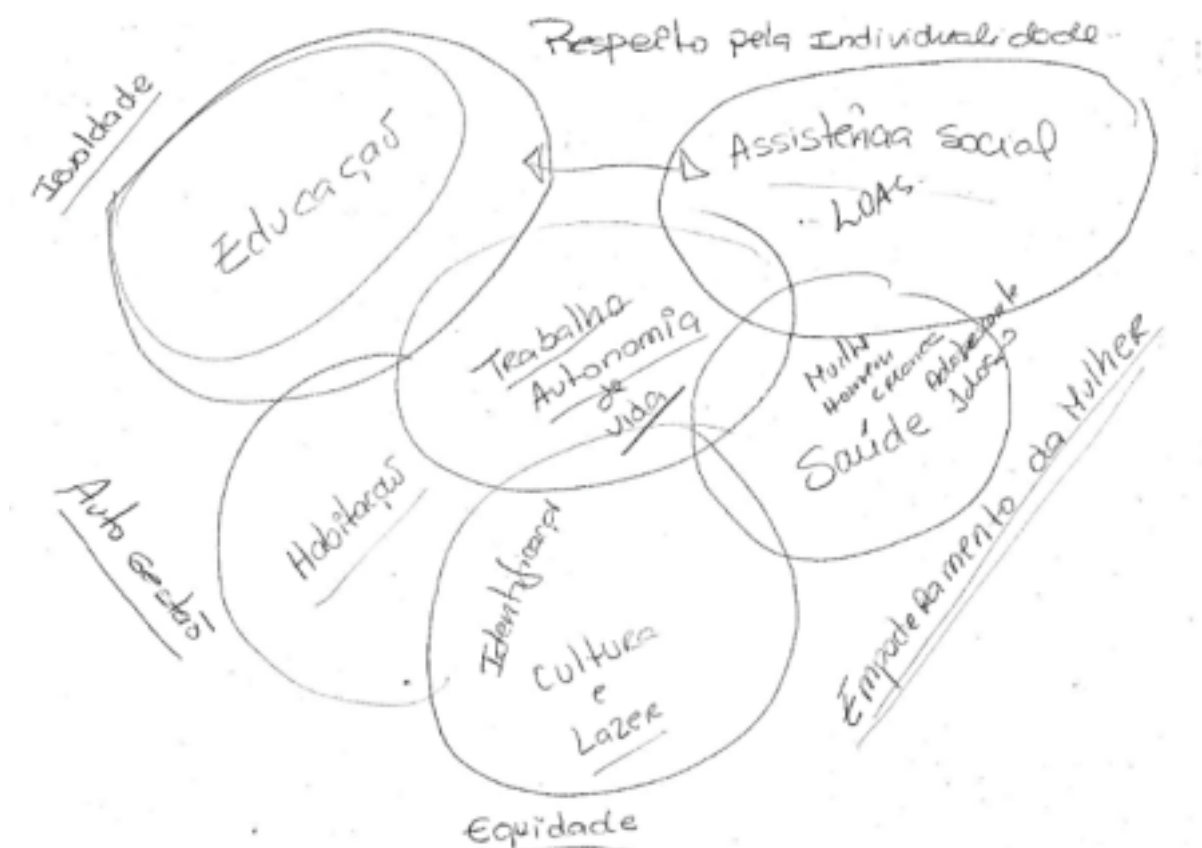 Respeito pela Individualidade
Igualdade
Educação
Assistência Social
LOAS
Trabalho
Autonomia
de
vida
Mulher
Homem
criança
Adolescente
Idoso
Saúde
Habitação
Auto Gestão
Identificação
Cultura
e
Lazer
Empoderamento da Mulher
Equidade